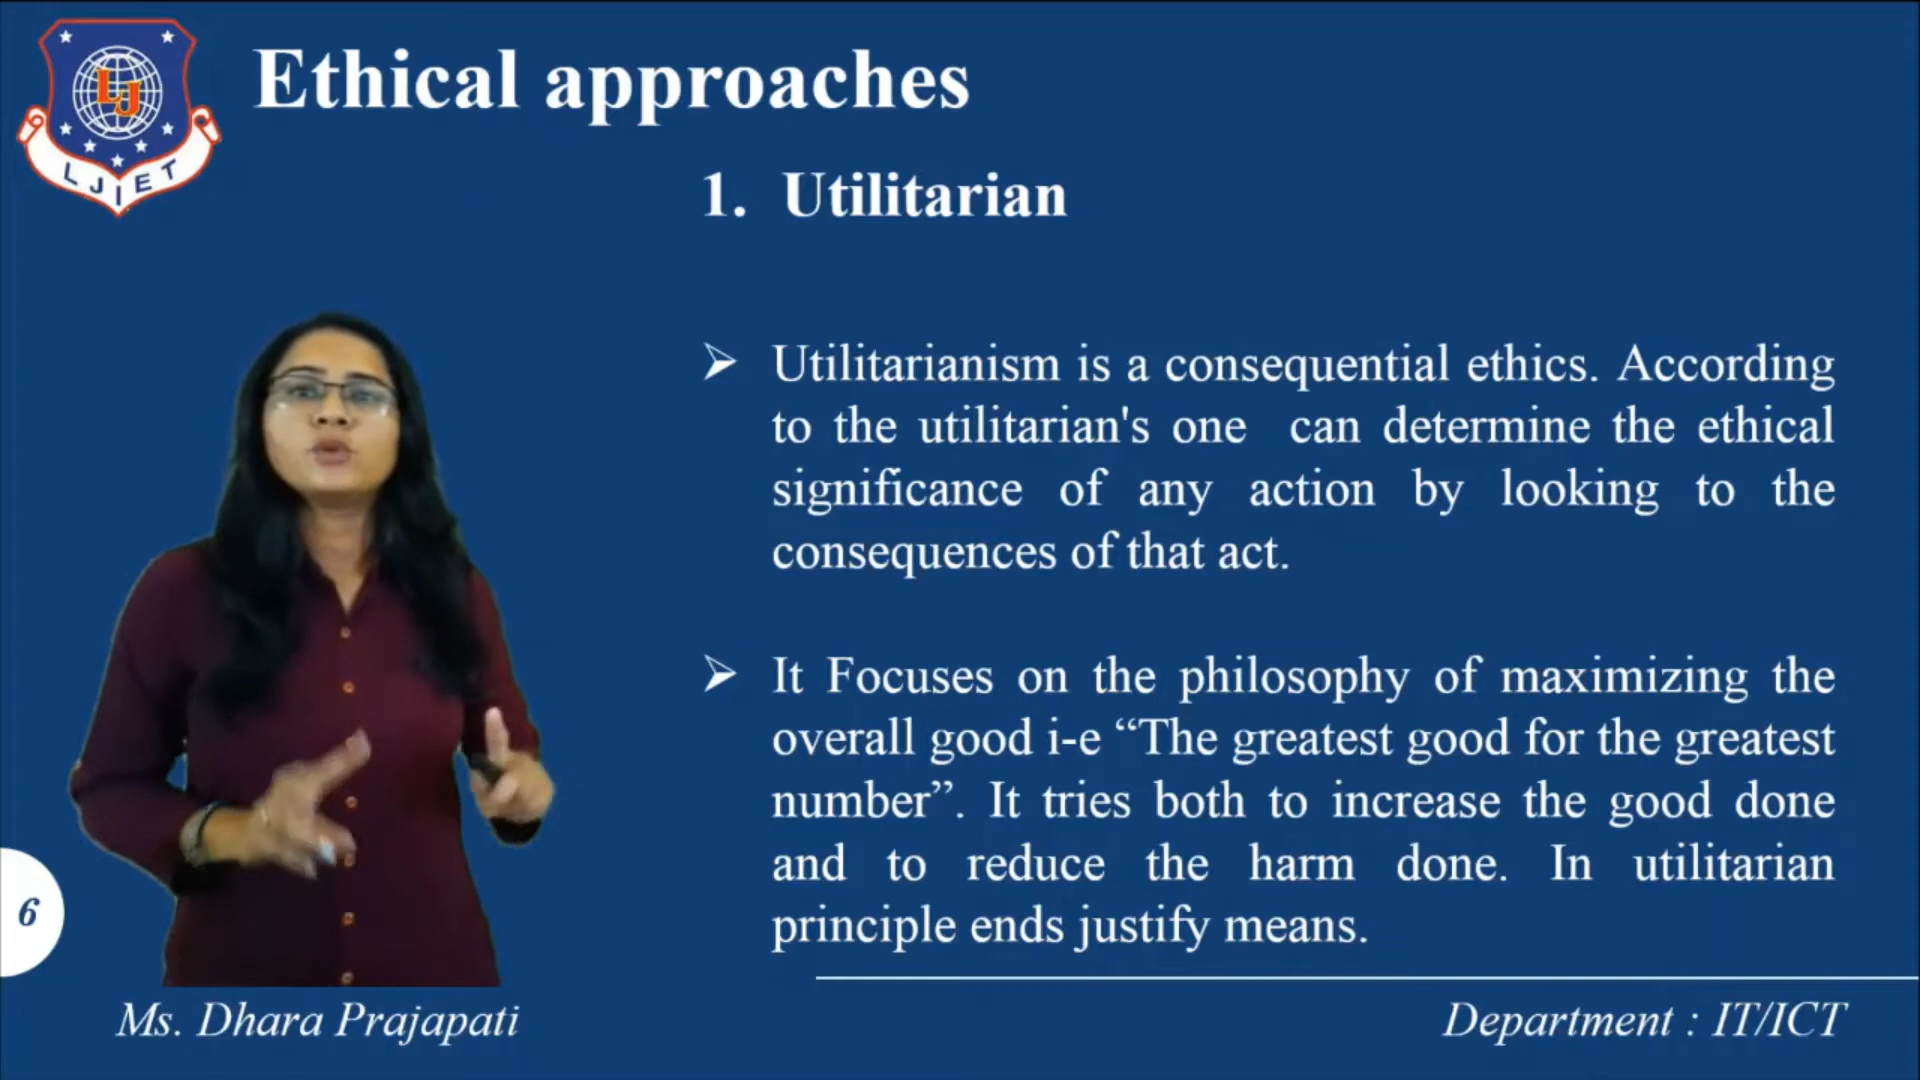 LJ
LJIET
Ethical approaches
1. Utilitarian
➢ Utilitarianism is a consequential ethics. According
to the utilitarian's one can determine the ethical
significance of any action by looking to the
consequences of that act.
➢ It Focuses on the philosophy of maximizing the
overall good i-e “The greatest good for the greatest
number”. It tries both to increase the good done
and to reduce the harm done. In utilitarian
principle ends justify means.
6
Ms. Dhara Prajapati
Department : IT/ICT